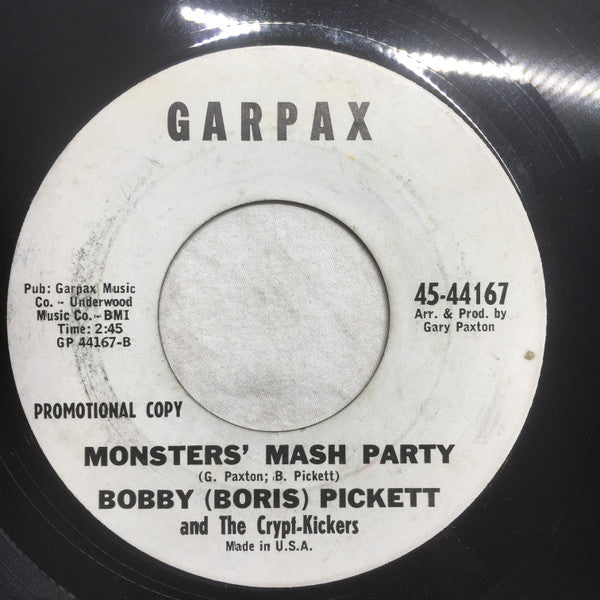 GARPAX
Pub: Garpax Music
Co. - Underwood
Music Co. - BMI
Time: 2:45
GP 44167-B
45-44167
Arr. & Prod. by
Gary Paxton
PROMOTIONAL COPY
MONSTERS' MASH PARTY
(G. Paxton; B. Pickett)
BOBBY (BORIS) PICKETT
and The Crypt-Kickers
Made in U.S.A.